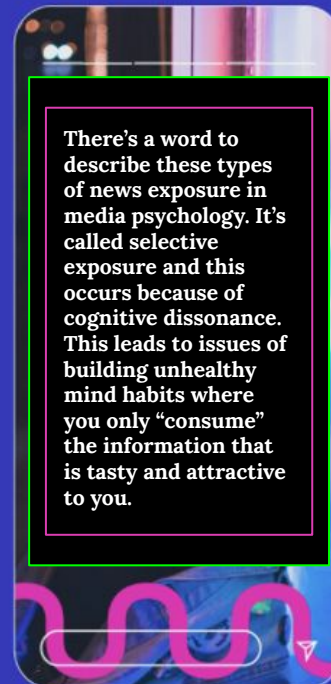 There’s a word to
describe these types
of news exposure in
media psychology. It’s
called selective
exposure and this
occurs because of
cognitive dissonance.
This leads to issues of
building unhealthy
mind habits where
you only “consume”
the information that
is tasty and attractive
to you.